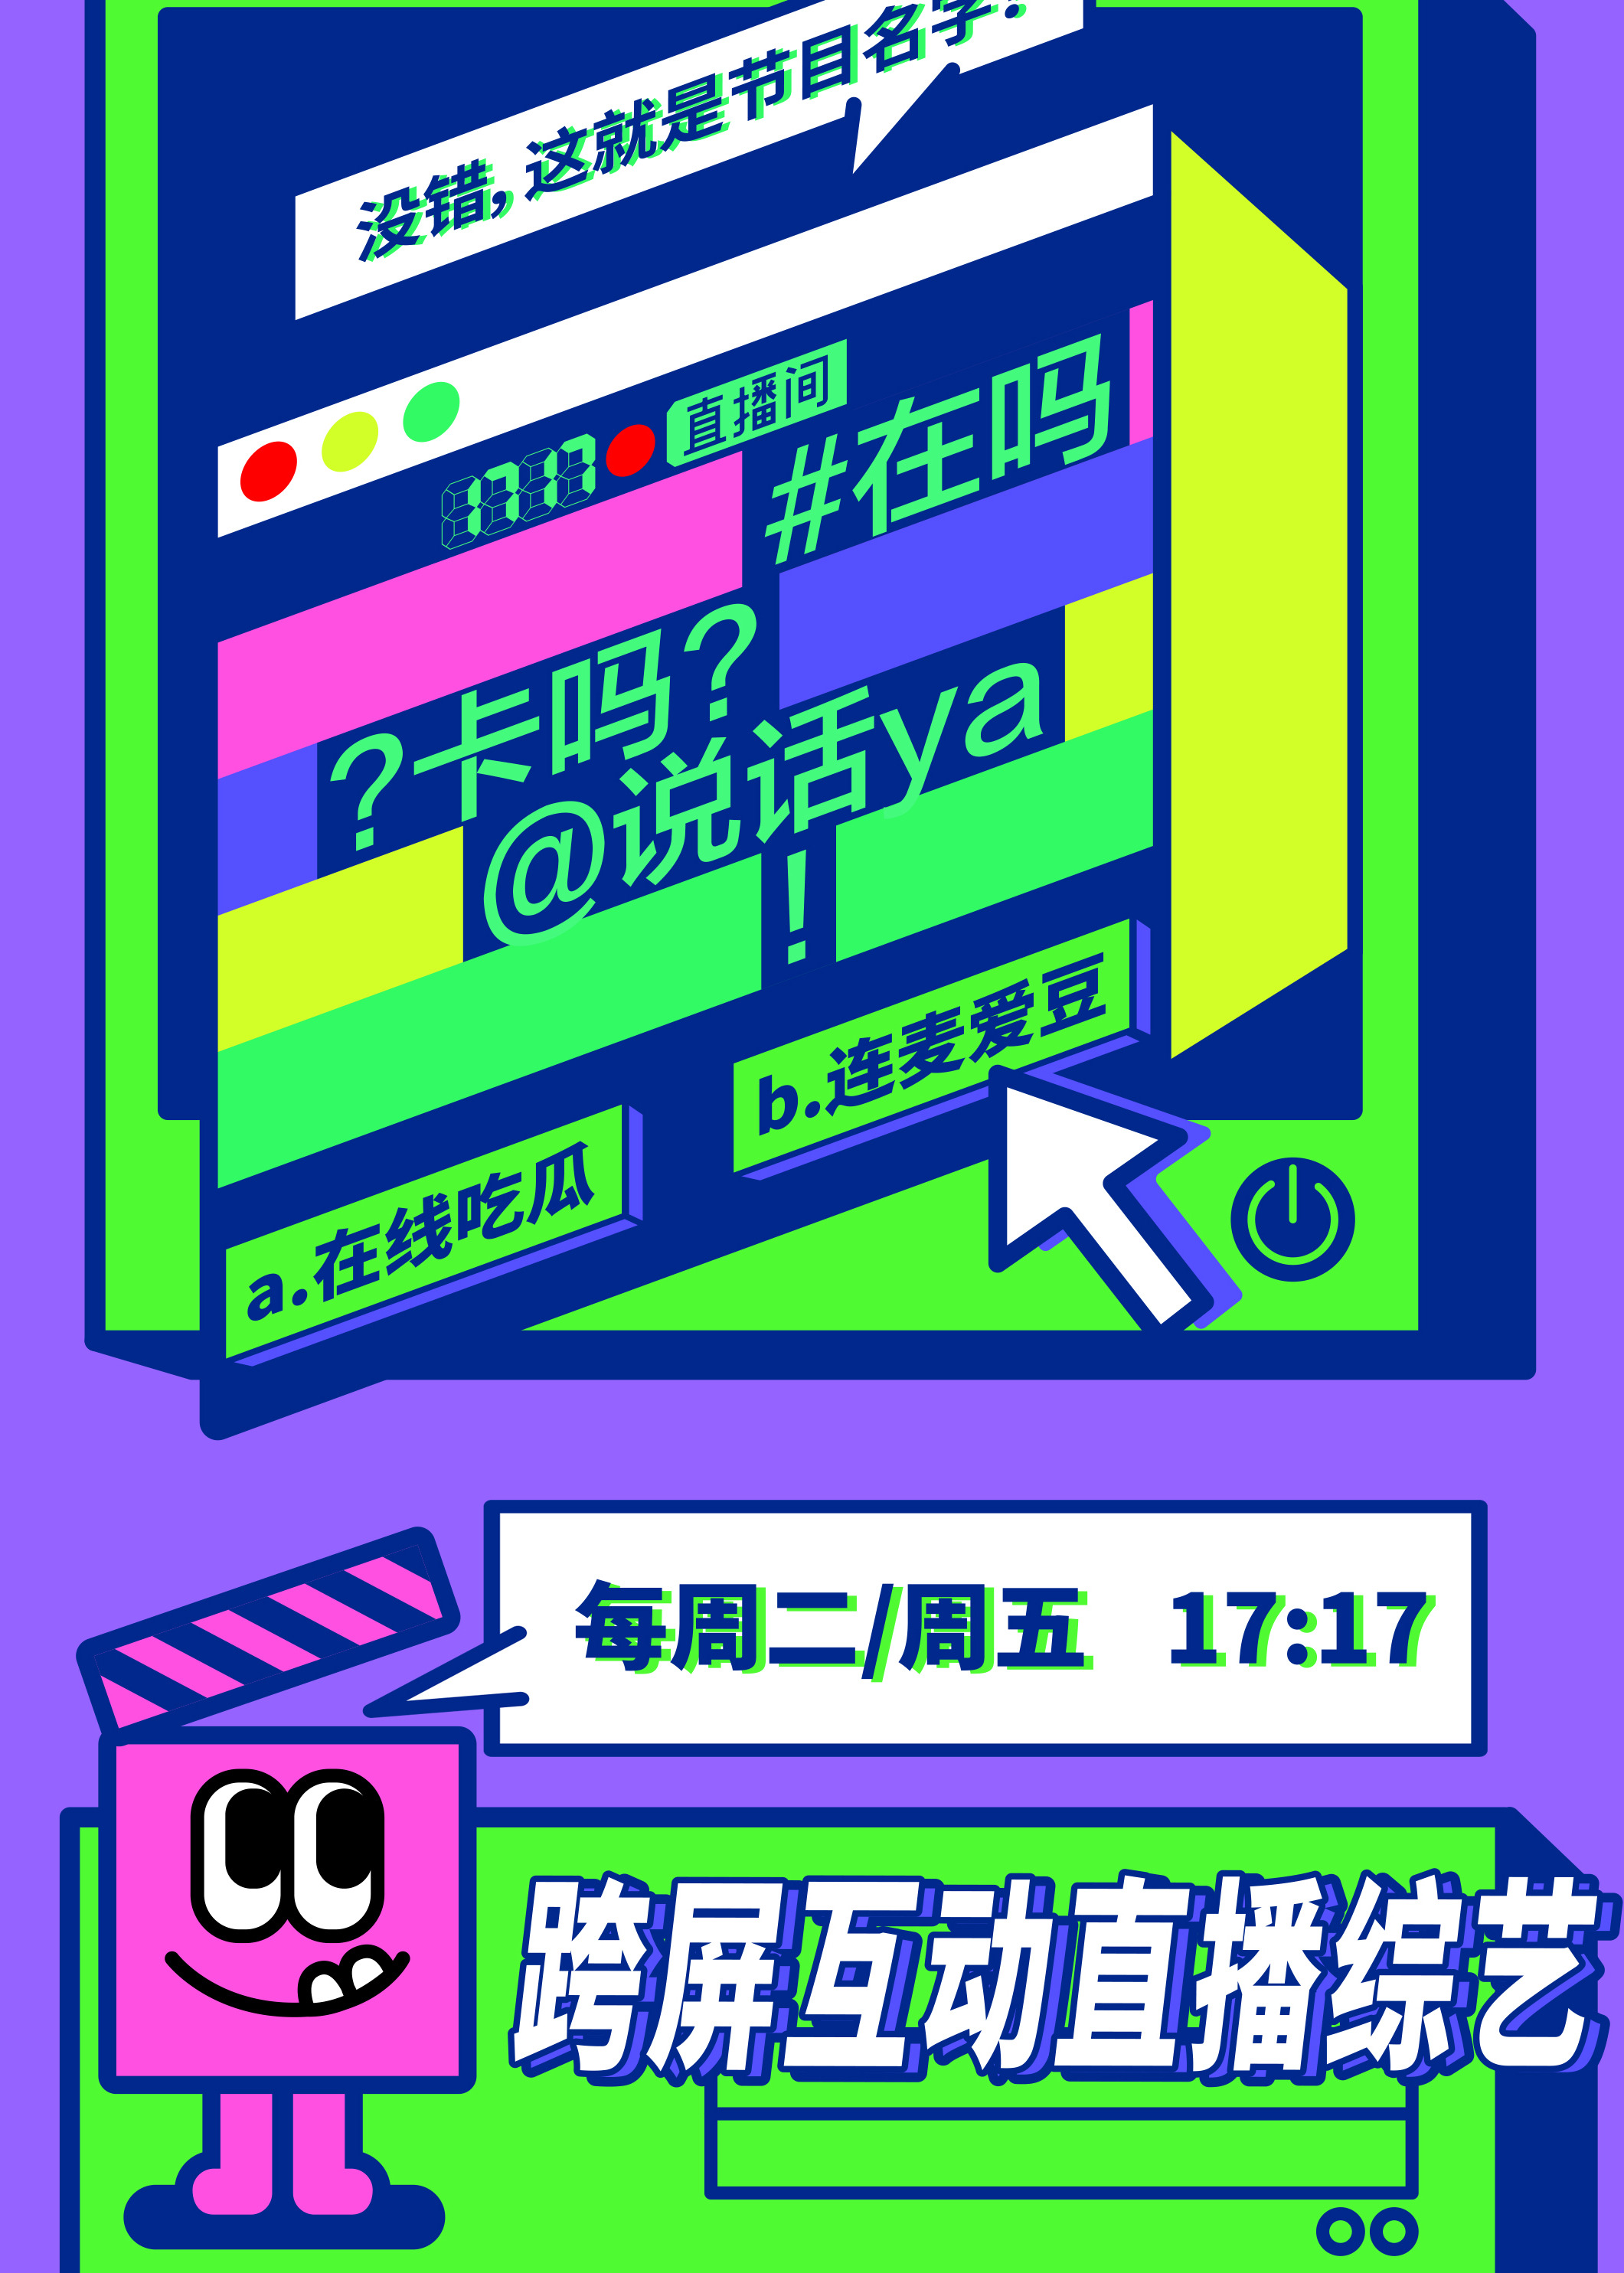 没错,这就是节目名字!
1717
直播间
#在吗
?卡吗?
@说话ya
!
b.连麦爱豆
a.在线吃瓜
每周二/周五 17:17
跨屏互动直播综艺